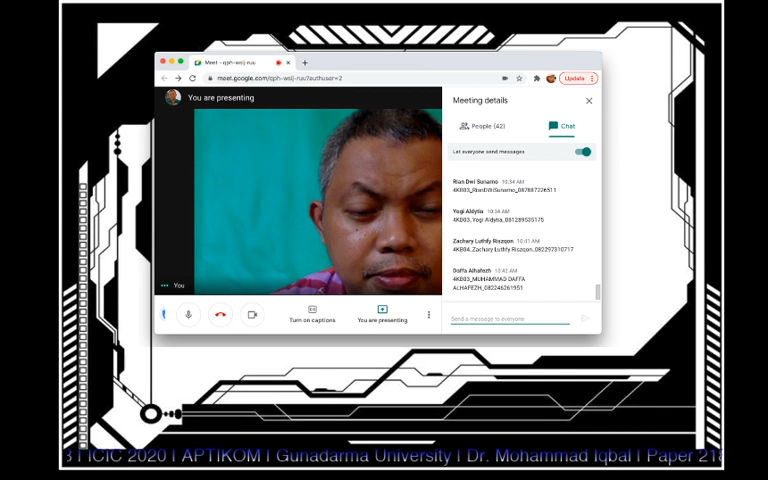 Meet - qph-wsij-ruu
meet.google.com/qph-wsij-ruu?authuser=2
Update
You are presenting
Meeting details
People (42)
Chat
Let everyone send messages
Rian Dwi Sunarno 10:34 AM
4KB03_RianDwiSunarno_087887226511
Yogi Aldytia 10:34 AM
4KB03_Yogi Aldytia_081289535175
Zachary Luthfy Riszqon 10:41 AM
4KB04_Zachary Luthfy Riszqon_082297310717
Daffa Alhafezh 10:42 AM
4KB03_MUHAMMAD DAFFA
ALHAFEZH_082246261951
You
Turn on captions
You are presenting
Send a message to everyone
| ICIC 2020 | APTIKOM | Gunadarma University | Dr. Mohammad Iqbal | Paper 218